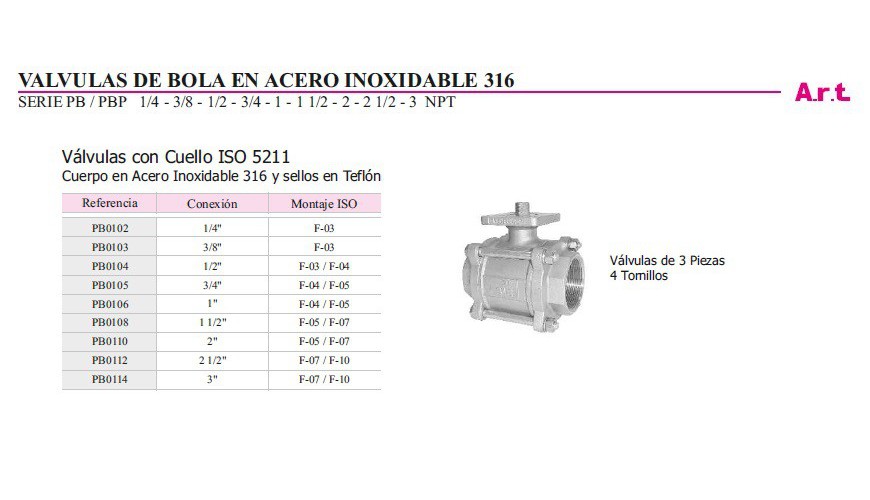 VALVULAS DE BOLA EN ACERO INOXIDABLE 316
A.r.t.
SERIE PB / PBP 1/4 - 3/8 - 1/2 - 3/4 - 1 - 1 1/2 - 2 - 2 1/2 - 3 NPT
Válvulas con Cuello ISO 5211
Cuerpo en Acero Inoxidable 316 y sellos en Teflón
Referencia Conexión Montaje ISO
PB0102 1/4" F-03
PB0103 3/8" F-03
PB0104 1/2" F-03 / F-04
PB0105 3/4" F-04 / F-05
PB0106 1" F-04 / F-05
PB0108 1 1/2" F-05 / F-07
PB0110 2" F-05 / F-07
PB0112 2 1/2" F-07 / F-10
PB0114 3" F-07 / F-10
Válvulas de 3 Piezas
4 Tornillos